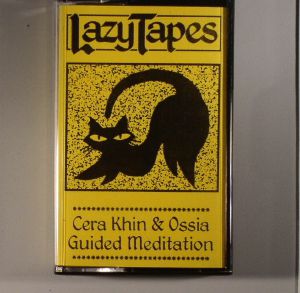 LazyTapes
Cera Khin & Ossia
Guided Meditation